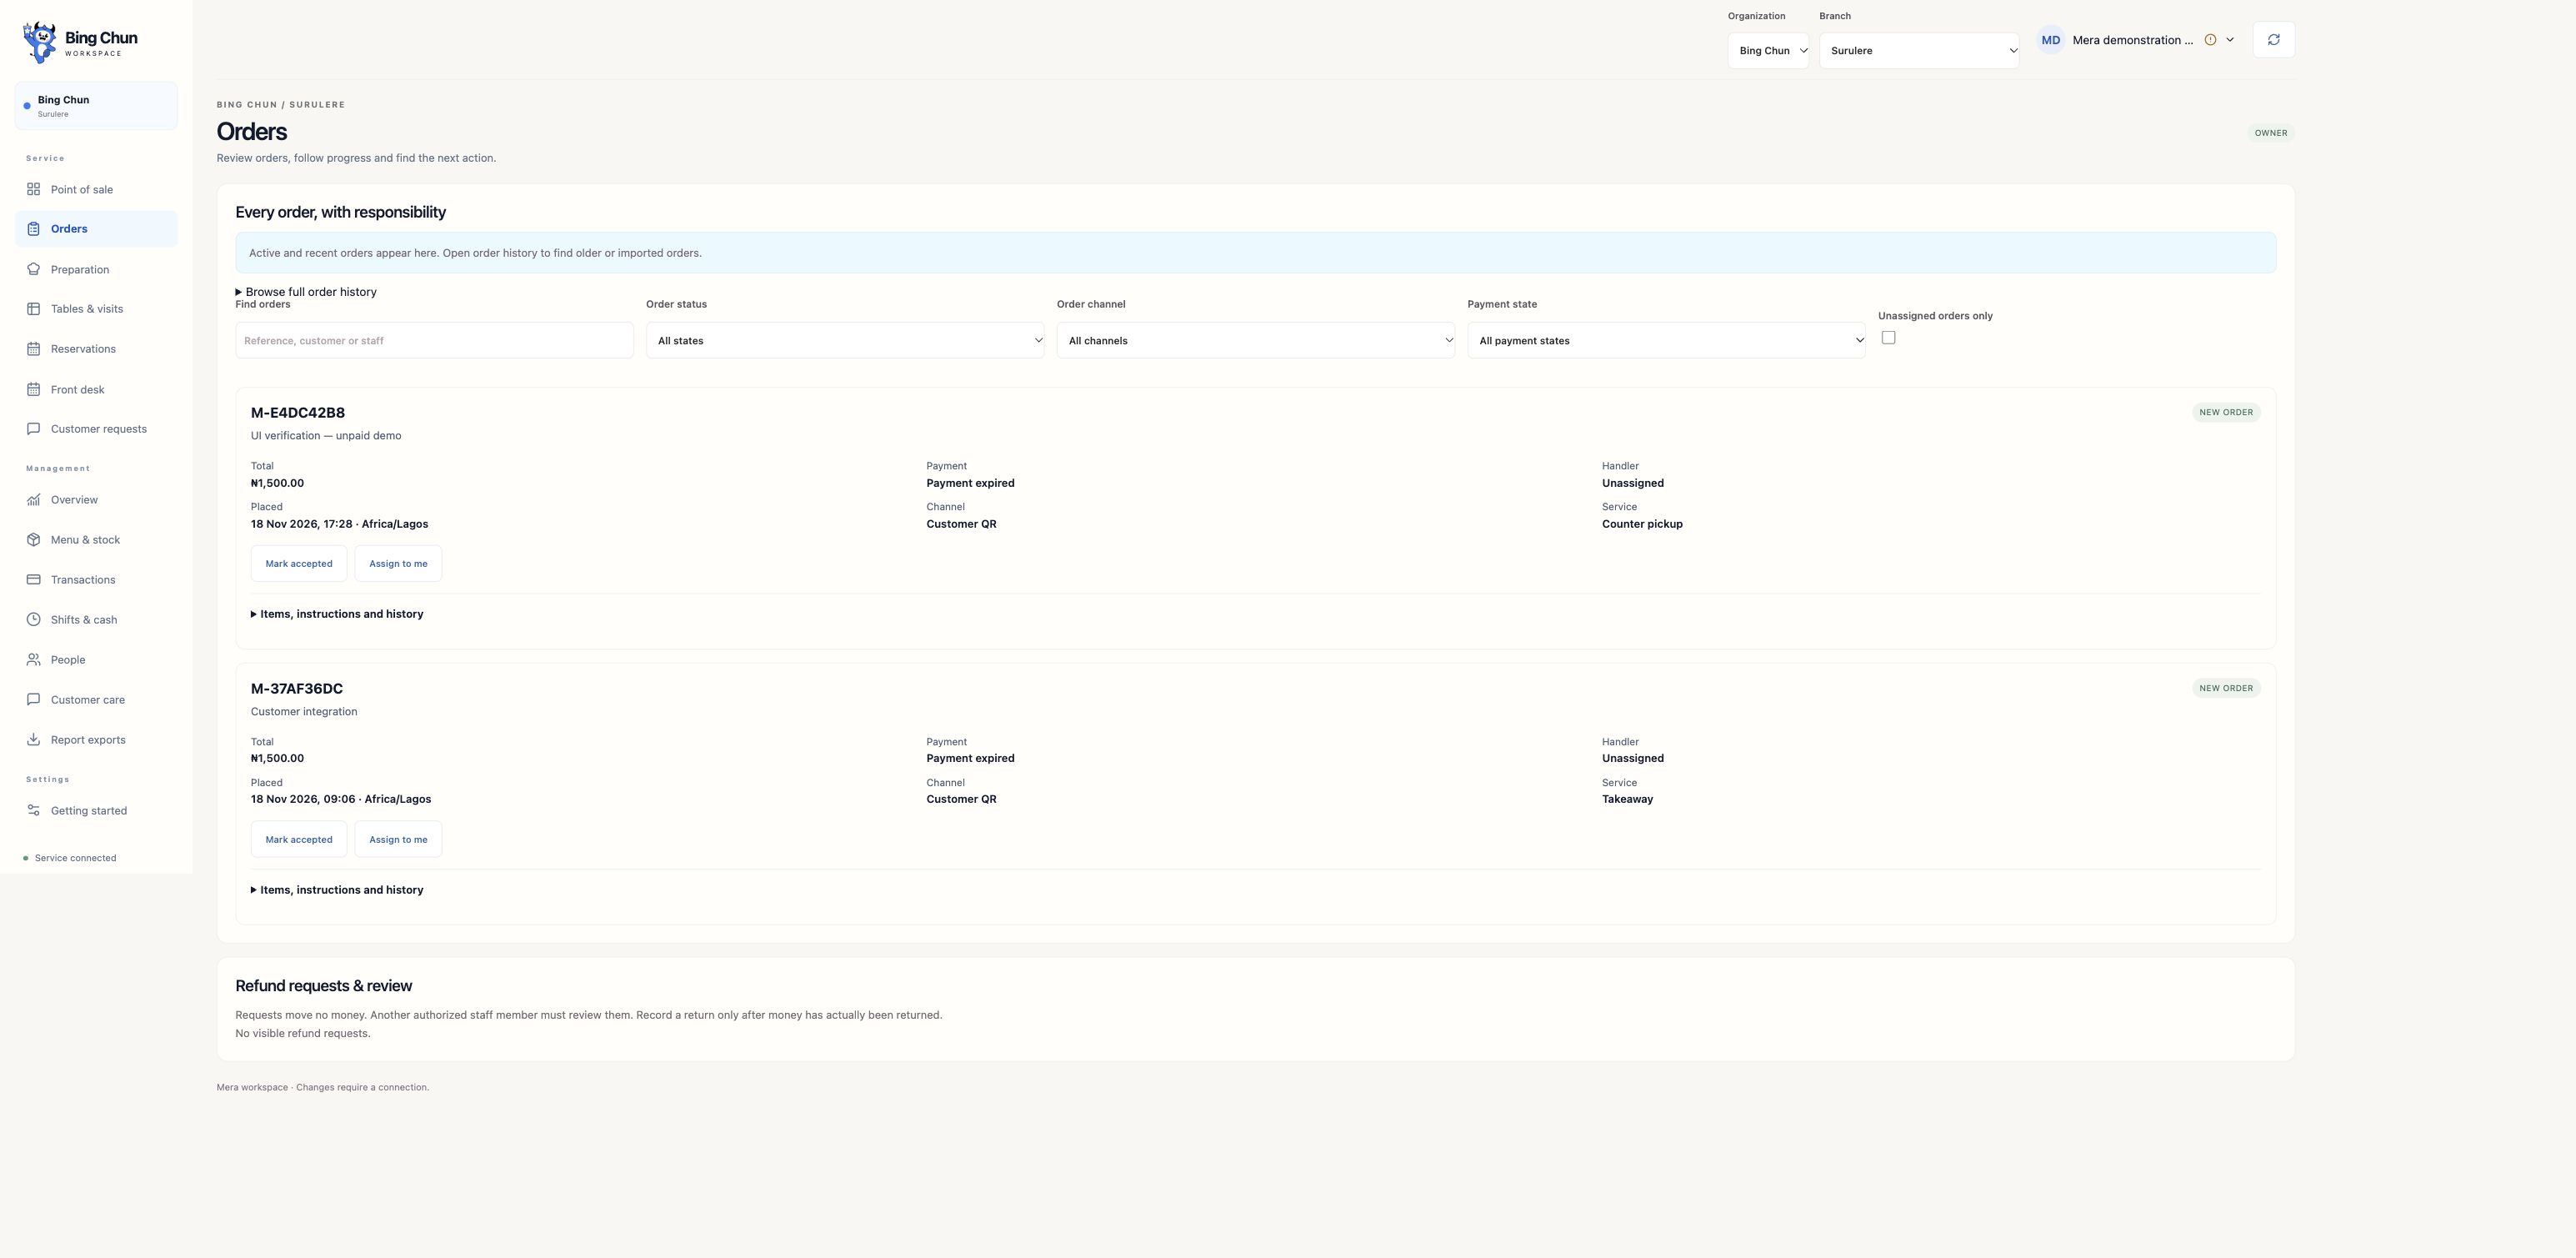 Bing Chun
WORKSPACE
Bing Chun
Surulere
Service
Point of sale
Orders
Preparation
Tables & visits
Reservations
Front desk
Customer requests
Management
Overview
Menu & stock
Transactions
Shifts & cash
People
Customer care
Report exports
Settings
Getting started
Service connected
Organization
Branch
Bing Chun
Surulere
MD
Mera demonstration ...
BING CHUN / SURULERE
Orders
OWNER
Review orders, follow progress and find the next action.
Every order, with responsibility
Active and recent orders appear here. Open order history to find older or imported orders.
Browse full order history
Find orders
Order status
Order channel
Payment state
Unassigned orders only
Reference, customer or staff
All states
All channels
All payment states
M-E4DC42B8
NEW ORDER
UI verification — unpaid demo
Total
Payment
Handler
₦1,500.00
Payment expired
Unassigned
Placed
Channel
Service
18 Nov 2026, 17:28 · Africa/Lagos
Customer QR
Counter pickup
Mark accepted
Assign to me
Items, instructions and history
M-37AF36DC
NEW ORDER
Customer integration
Total
Payment
Handler
₦1,500.00
Payment expired
Unassigned
Placed
Channel
Service
18 Nov 2026, 09:06 · Africa/Lagos
Customer QR
Takeaway
Mark accepted
Assign to me
Items, instructions and history
Refund requests & review
Requests move no money. Another authorized staff member must review them. Record a return only after money has actually been returned.
No visible refund requests.
Mera workspace · Changes require a connection.